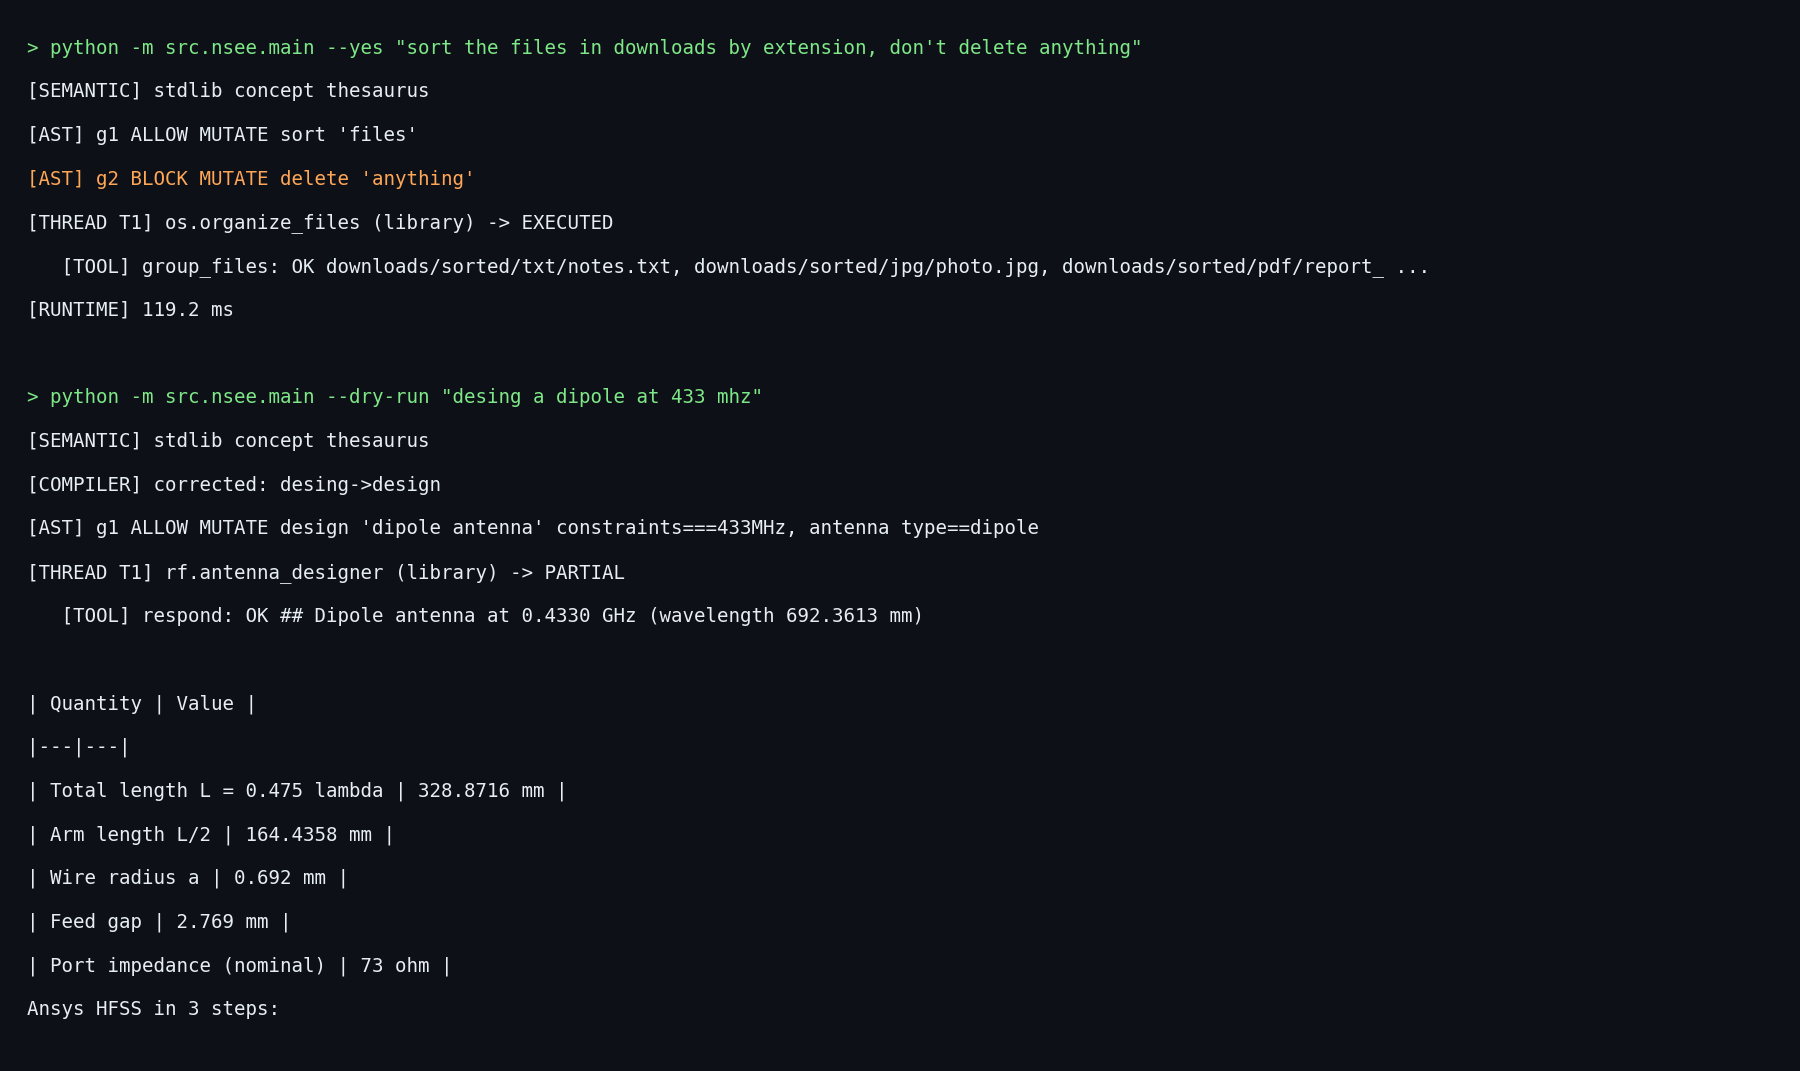 > python -m src.nsee.main --yes "sort the files in downloads by extension, don't delete anything"
[SEMANTIC] stdlib concept thesaurus
[AST] g1 ALLOW MUTATE sort 'files'
[AST] g2 BLOCK MUTATE delete 'anything'
[THREAD T1] os.organize_files (library) -> EXECUTED
[TOOL] group_files: OK downloads/sorted/txt/notes.txt, downloads/sorted/jpg/photo.jpg, downloads/sorted/pdf/report_ ...
[RUNTIME] 119.2 ms
> python -m src.nsee.main --dry-run "desing a dipole at 433 mhz"
[SEMANTIC] stdlib concept thesaurus
[COMPILER] corrected: desing->design
[AST] g1 ALLOW MUTATE design 'dipole antenna' constraints===433MHz, antenna type==dipole
[THREAD T1] rf.antenna_designer (library) -> PARTIAL
[TOOL] respond: OK ## Dipole antenna at 0.4330 GHz (wavelength 692.3613 mm)
| Quantity | Value |
|---|---|
| Total length L = 0.475 lambda | 328.8716 mm |
| Arm length L/2 | 164.4358 mm |
| Wire radius a | 0.692 mm |
| Feed gap | 2.769 mm |
| Port impedance (nominal) | 73 ohm |
Ansys HFSS in 3 steps: